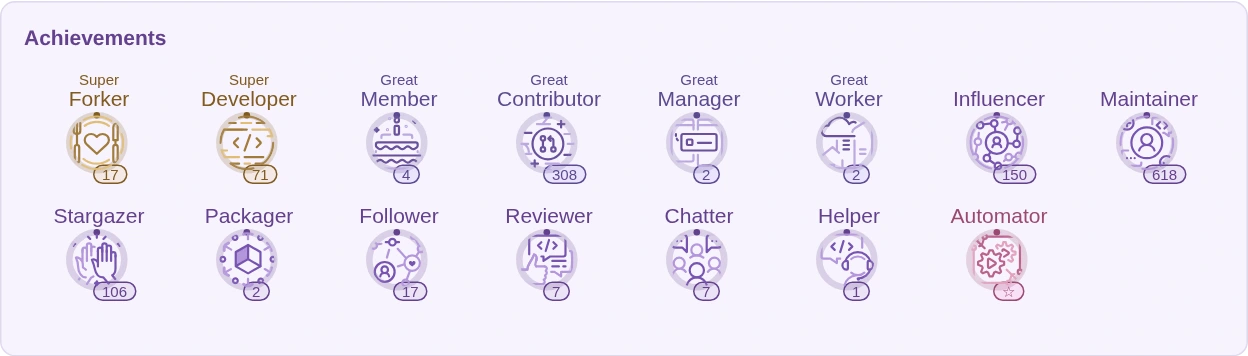 Achievements
Super Super Great Great Great Great
Forker Developer Member Contributor Manager Worker Influencer Maintainer
17 71 4 308 2 2 150 618
Stargazer Packager Follower Reviewer Chatter Helper Automator
106 2 17 7 7 1 ☆